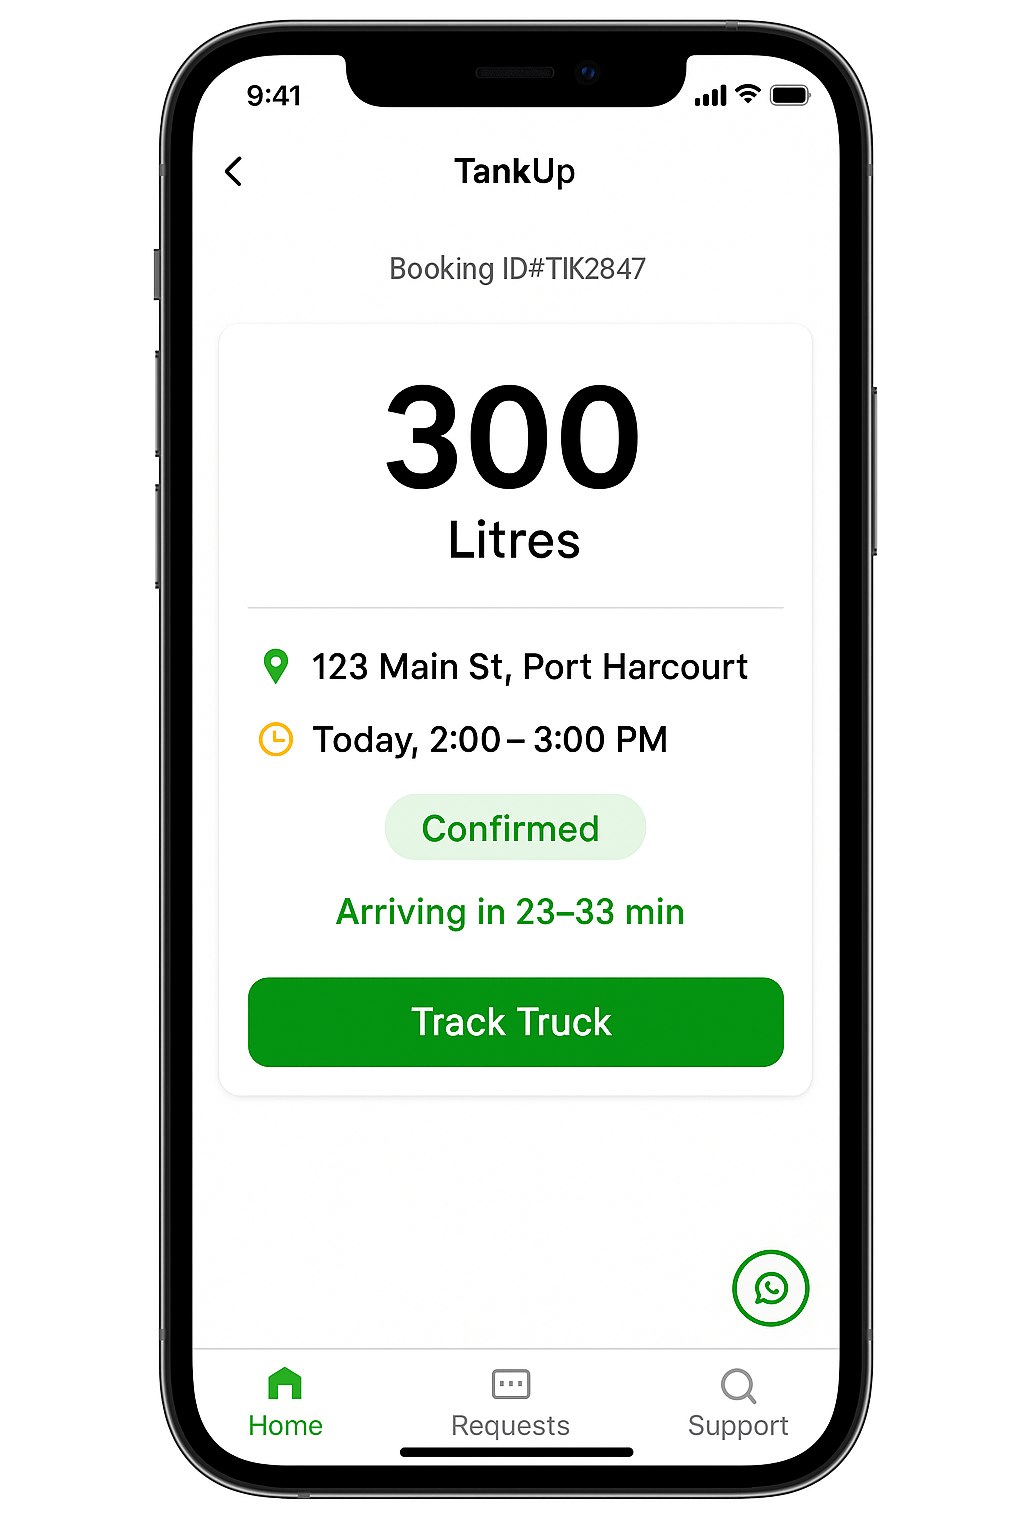 9:41
TankUp
Booking ID#TIK2847
300
Litres
123 Main St, Port Harcourt
Today, 2:00–3:00 PM
Confirmed
Arriving in 23–33 min
Track Truck
Home
Requests
Support